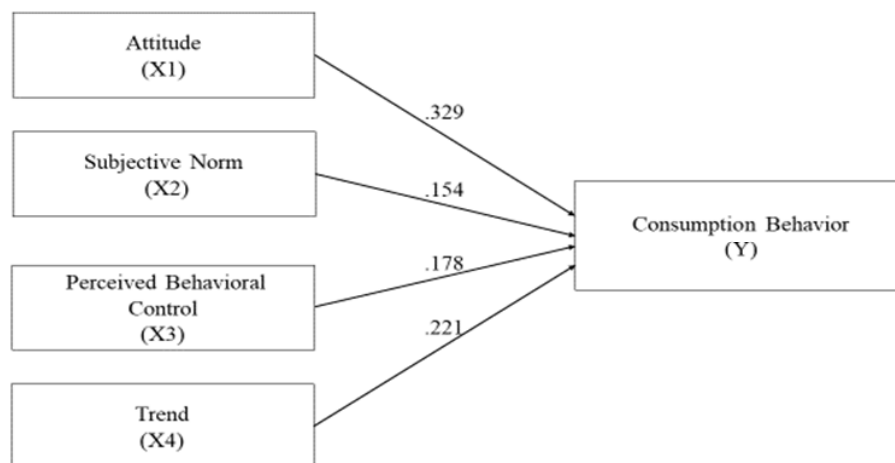 Attitude
(X1)
.329
Subjective Norm
(X2)
.154
Consumption Behavior
(Y)
.178
Perceived Behavioral
Control
(X3)
.221
Trend
(X4)